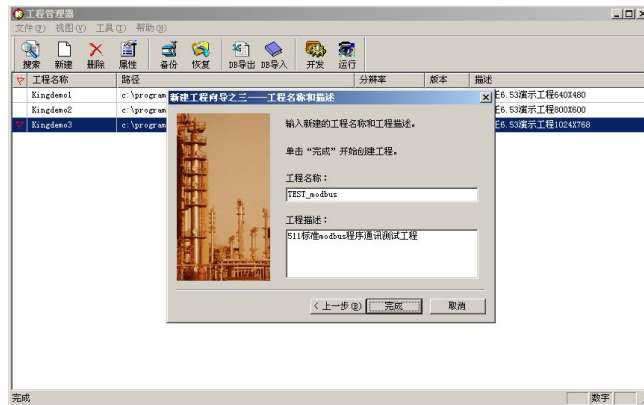 工程管理器
文件(F) 视图(V) 工具(T) 帮助(H)
搜索 新建 删除 属性 备份 恢复 DB导出 DB导入 开发 运行
工程名称 路径 分辨率 版本 描述
Kingdemo1 c:\program 6.53演示工程640X480
Kingdemo2 c:\program 6.53演示工程800X600
Kingdemo3 c:\program 6.53演示工程1024X768
新建工程向导之三——工程名称和描述
输入新建的工程名称和工程描述。
单击“完成”开始创建工程。
工程名称：
TEST_modbus
工程描述：
511标准modbus程序通讯测试工程
<上一步(B) 完成 取消
完成 数字